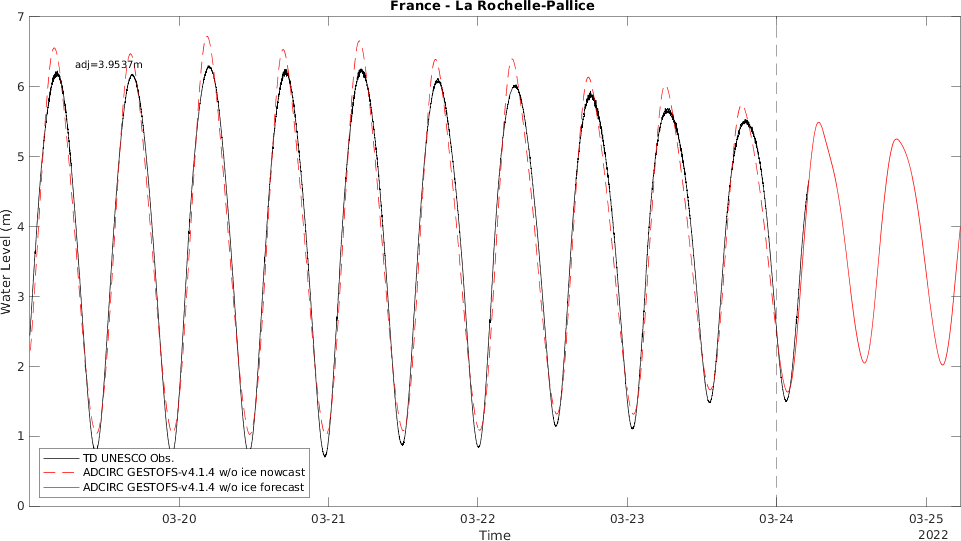 France - La Rochelle-Pallice
7
adj=3.9537m
6
5
4
Water Level (m)
3
2
1
TD UNESCO Obs.
ADCIRC GESTOFS-v4.1.4 w/o ice nowcast
ADCIRC GESTOFS-v4.1.4 w/o ice forecast
0
03-20 03-21 03-22 03-23 03-24 03-25
Time 2022